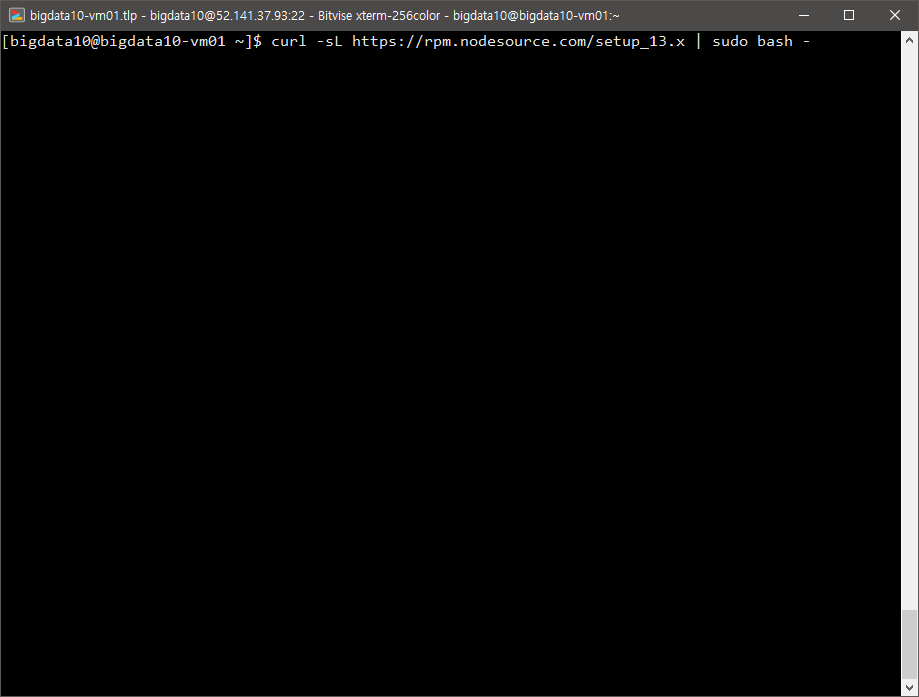 bigdata10-vm01.tlp - bigdata10@52.141.37.93:22 - Bitvise xterm-256color - bigdata10@bigdata10-vm01:~
[bigdata10@bigdata10-vm01 ~]$ curl -sL https://rpm.nodesource.com/setup_13.x | sudo bash -